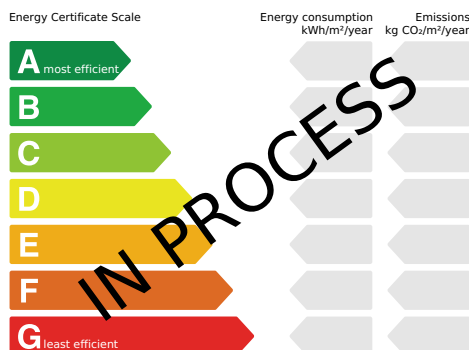 Energy Certificate Scale
Energy consumption
kWh/m²/year
Emissions
kg CO₂/m²/year
A most efficient
B
C
D
E
F
G least efficient
IN PROCESS